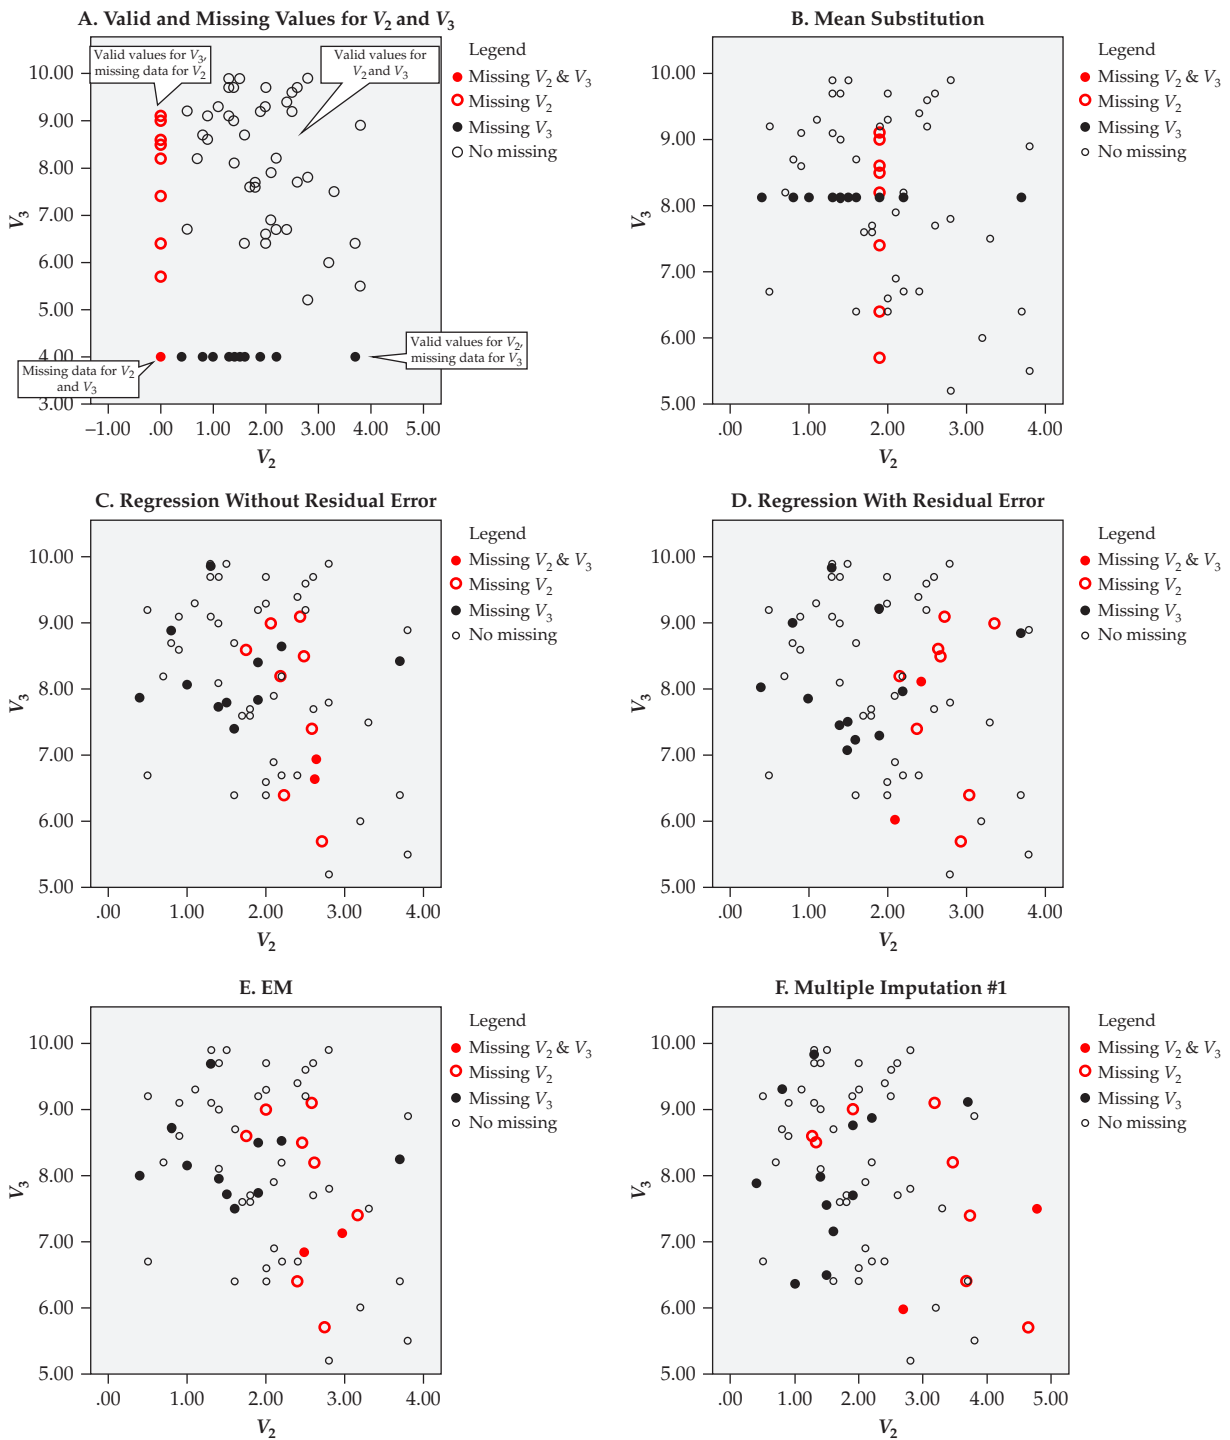 A. Valid and Missing Values for V2 and V3
Valid values for V3,
missing data for V2
Valid values for
V2 and V3
Legend
Missing V2 & V3
Missing V2
Missing V3
No missing
10.00
9.00
8.00
7.00
6.00
5.00
4.00
3.00
V3
Missing data for V2
and V3
Valid values for V2,
missing data for V3
–1.00 .00 1.00 2.00 3.00 4.00 5.00
V2
B. Mean Substitution
Legend
Missing V2 & V3
Missing V2
Missing V3
No missing
10.00
9.00
8.00
7.00
6.00
5.00
V3
.00 1.00 2.00 3.00 4.00
V2
C. Regression Without Residual Error
Legend
Missing V2 & V3
Missing V2
Missing V3
No missing
10.00
9.00
8.00
7.00
6.00
5.00
V3
.00 1.00 2.00 3.00 4.00
V2
D. Regression With Residual Error
Legend
Missing V2 & V3
Missing V2
Missing V3
No missing
10.00
9.00
8.00
7.00
6.00
5.00
V3
.00 1.00 2.00 3.00 4.00
V2
E. EM
Legend
Missing V2 & V3
Missing V2
Missing V3
No missing
10.00
9.00
8.00
7.00
6.00
5.00
V3
.00 1.00 2.00 3.00 4.00
V2
F. Multiple Imputation #1
Legend
Missing V2 & V3
Missing V2
Missing V3
No missing
10.00
9.00
8.00
7.00
6.00
5.00
V3
.00 1.00 2.00 3.00 4.00 5.00
V2